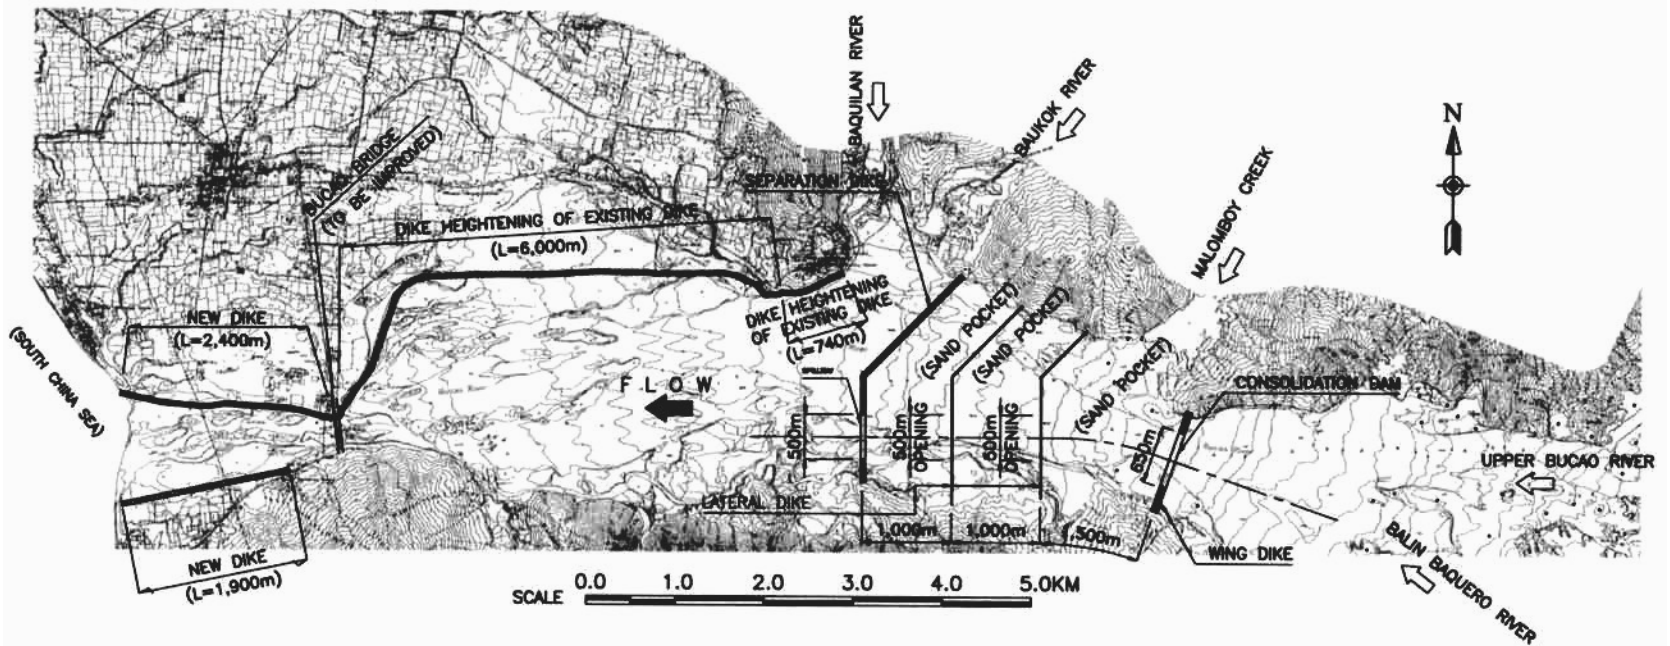 BAQUILAN RIVER
BAUKOK RIVER
N
MALOMBOY CREEK
BUCAO BRIDGE
(TO BE IMPROVED)
SEPARATION DIKE
DIKE HEIGHTENING OF EXISTING DIKE
(L=6,000m)
NEW DIKE
(L=2,400m)
(SOUTH CHINA SEA)
DIKE HEIGHTENING
OF EXISTING DIKE
(L=740m)
(SAND POCKET)
(SAND POCKET)
(SAND POCKET)
CONSOLIDATION DAM
FLOW
500m
500m
OPENING
500m
OPENING
650m
UPPER BUCAO RIVER
LATERAL DIKE
1,000m
1,000m
1,500m
WING DIKE
BALIN BAQUERO RIVER
NEW DIKE
(L=1,900m)
SCALE
0.0 1.0 2.0 3.0 4.0 5.0KM